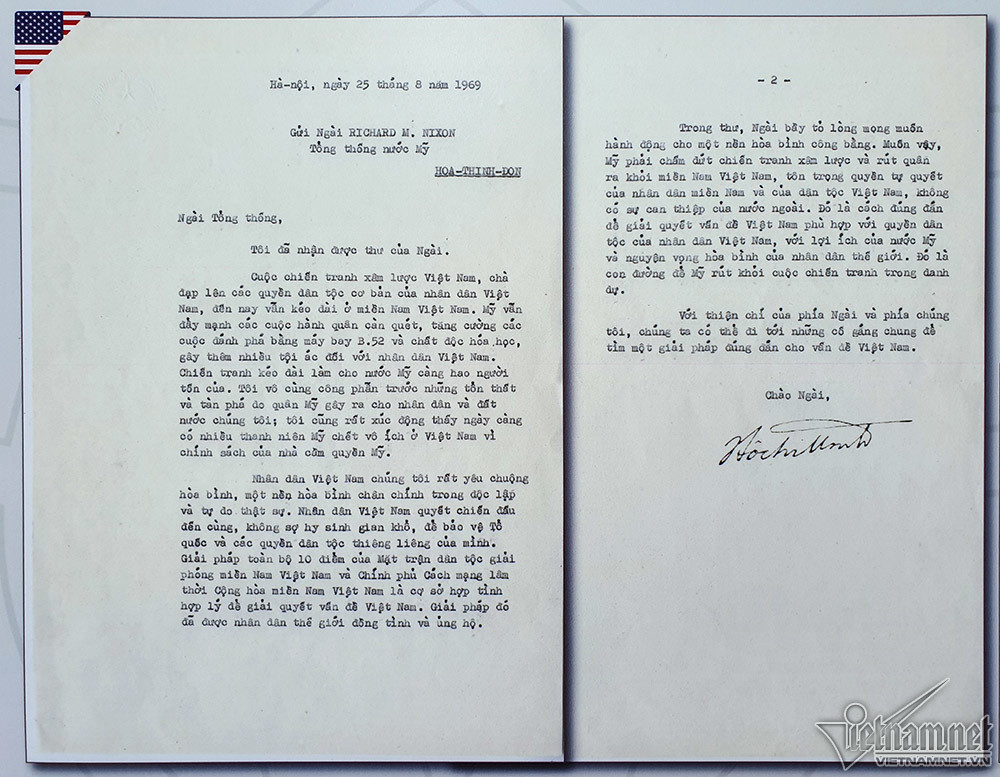 Hà-nội, ngày 25 tháng 8 năm 1969
Gửi Ngài RICHARD M. NIXON
Tổng thống nước Mỹ
HOA-THỊNH-ĐỐN
Ngài Tổng thống,
Tôi đã nhận được thư của Ngài.
Cuộc chiến tranh xâm lược Việt Nam, chà
đạp lên các quyền dân tộc cơ bản của nhân dân Việt
Nam, đến nay vẫn kéo dài ở miền Nam Việt Nam. Mỹ vẫn
đẩy mạnh các cuộc hành quân càn quét, tăng cường các
cuộc đánh phá bằng máy bay B.52 và chất độc hóa học,
gây thêm nhiều tội ác đối với nhân dân Việt Nam.
Chiến tranh kéo dài làm cho nước Mỹ càng hao người
tốn của. Tôi vô cùng công phẫn trước những tổn thất
và tàn phá do quân Mỹ gây ra cho nhân dân và đất
nước chúng tôi; tôi cũng rất xúc động thấy ngày càng
có nhiều thanh niên Mỹ chết vô ích ở Việt Nam vì
chính sách của nhà cầm quyền Mỹ.
Nhân dân Việt Nam chúng tôi rất yêu chuộng
hòa bình, một nền hòa bình chân chính trong độc lập
và tự do thật sự. Nhân dân Việt Nam quyết chiến đấu
đến cùng, không sợ hy sinh gian khổ, để bảo vệ Tổ
quốc và các quyền dân tộc thiêng liêng của mình.
Giải pháp toàn bộ 10 điểm của Mặt trận dân tộc giải
phóng miền Nam Việt Nam và Chính phủ Cách mạng lâm
thời Cộng hòa miền Nam Việt Nam là cơ sở hợp tình
hợp lý để giải quyết vấn đề Việt Nam. Giải pháp đó
đã được nhân dân thế giới đồng tình và ủng hộ.
- 2 -
Trong thư, Ngài bày tỏ lòng mong muốn
hành động cho một nền hòa bình công bằng. Muốn vậy,
Mỹ phải chấm dứt chiến tranh xâm lược và rút quân
ra khỏi miền Nam Việt Nam, tôn trọng quyền tự quyết
của nhân dân miền Nam và của dân tộc Việt Nam, không
có sự can thiệp của nước ngoài. Đó là cách đúng đắn
để giải quyết vấn đề Việt Nam phù hợp với quyền dân
tộc của nhân dân Việt Nam, với lợi ích của nước Mỹ
và nguyện vọng hòa bình của nhân dân thế giới. Đó là
con đường để Mỹ rút khỏi cuộc chiến tranh trong danh
dự.
Với thiện chí của phía Ngài và phía chúng
tôi, chúng ta có thể đi tới những cố gắng chung để
tìm một giải pháp đúng đắn cho vấn đề Việt Nam.
Chào Ngài,
Hồ Chí Minh
Vietnamnet
VIETNAMNET.VN